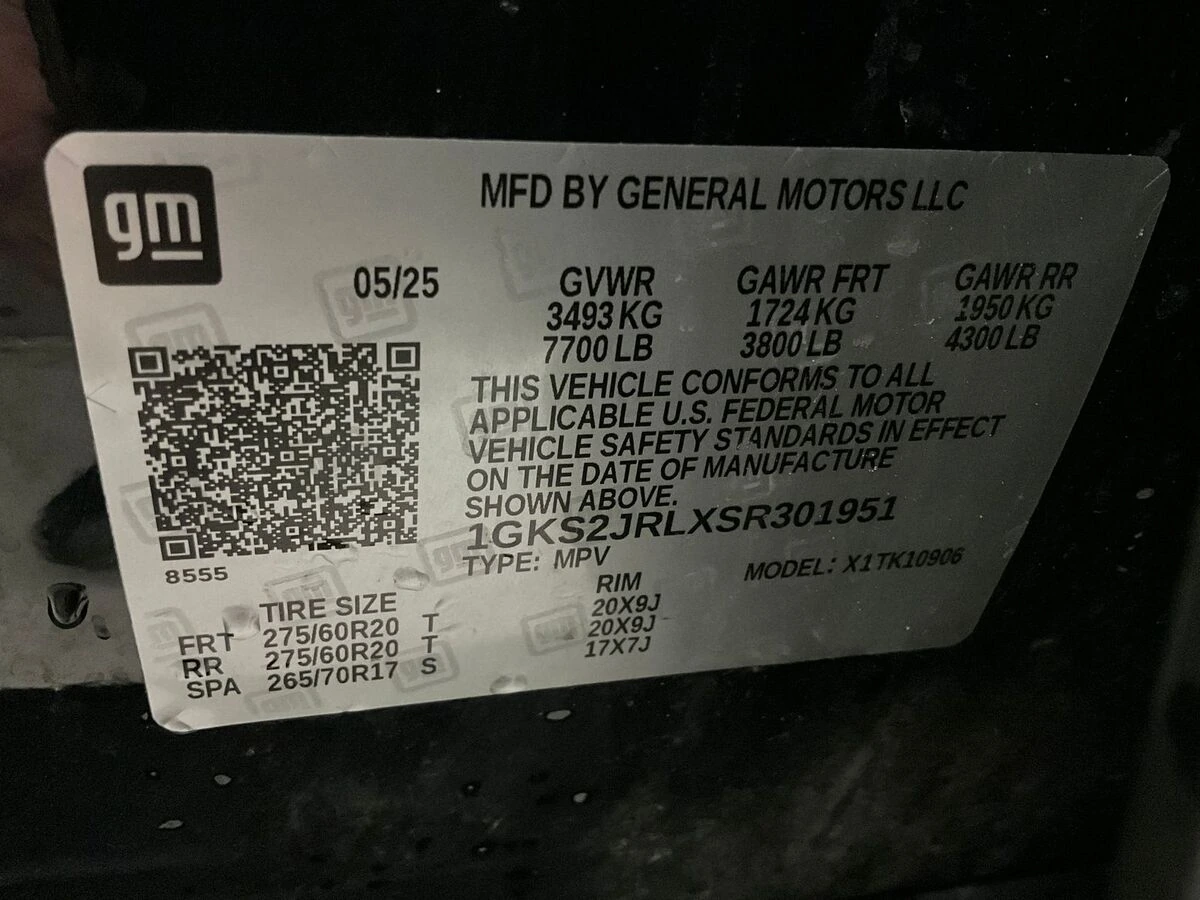 gm
MFD BY GENERAL MOTORS LLC
05/25 GVWR GAWR FRT GAWR RR
3493 KG 1724 KG 1950 KG
7700 LB 3800 LB 4300 LB
THIS VEHICLE CONFORMS TO ALL
APPLICABLE U.S. FEDERAL MOTOR
VEHICLE SAFETY STANDARDS IN EFFECT
ON THE DATE OF MANUFACTURE
SHOWN ABOVE.
1GKS2JRLXSR301951
TYPE: MPV MODEL: X1TK10906
8555
TIRE SIZE RIM
FRT 275/60R20 T 20X9J
RR 275/60R20 T 20X9J
SPA 265/70R17 S 17X7J